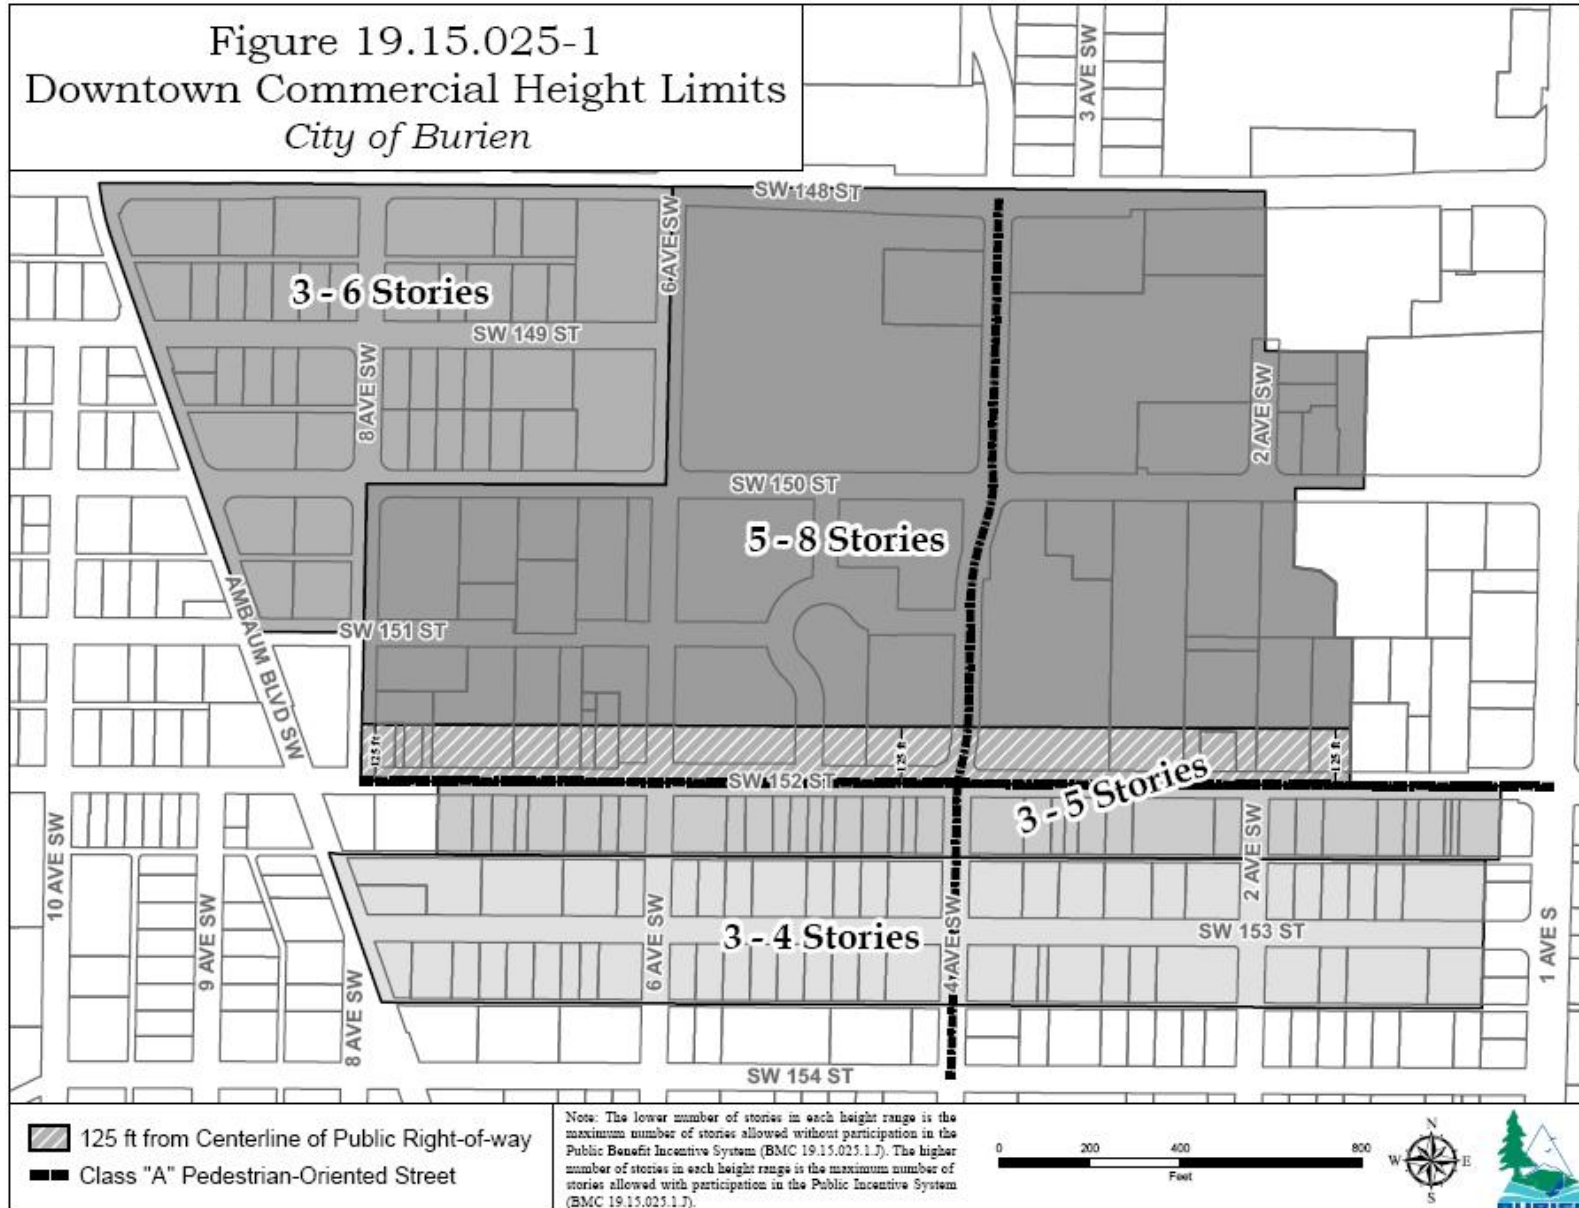 Figure 19.15.025-1
Downtown Commercial Height Limits
City of Burien
3 AVE SW
SW 148 ST
6 AVE SW
3 - 6 Stories
SW 149 ST
8 AVE SW
2 AVE SW
SW 150 ST
5 - 8 Stories
AMBAUM BLVD SW
SW 151 ST
125 ft
125 ft
125 ft
SW 152 ST
3 - 5 Stories
10 AVE SW
9 AVE SW
8 AVE SW
6 AVE SW
3 - 4 Stories
4 AVE SW
2 AVE SW
SW 153 ST
1 AVE S
SW 154 ST
125 ft from Centerline of Public Right-of-way
Class "A" Pedestrian-Oriented Street
Note: The lower number of stories in each height range is the
maximum number of stories allowed without participation in the
Public Benefit Incentive System (BMC 19.15.025.1.J). The higher
number of stories in each height range is the maximum number of
stories allowed with participation in the Public Incentive System
(BMC 19.15.025.1.J).
0 200 400 800
Feet
N
W E
S
BURIEN